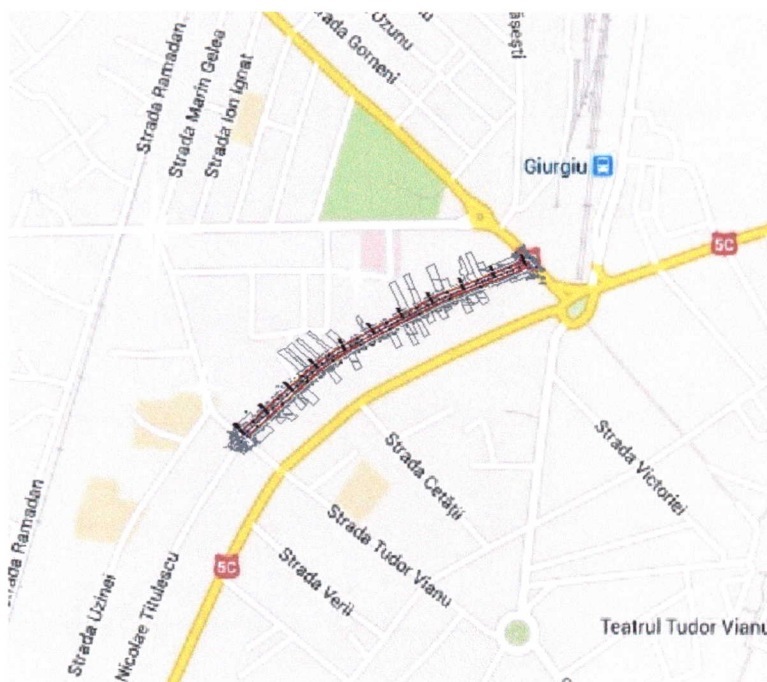 Uzunu
Strada Gorneni
Strada Ramadan
Strada Marin Gelea
Strada Ion Ignat
Giurgiu
5C
Strada Victoriei
Strada Cetății
Strada Tudor Vianu
Strada Verii
5C
Strada Ramadan
Strada Uzinei
Nicolae Titulescu
Teatrul Tudor Vianu